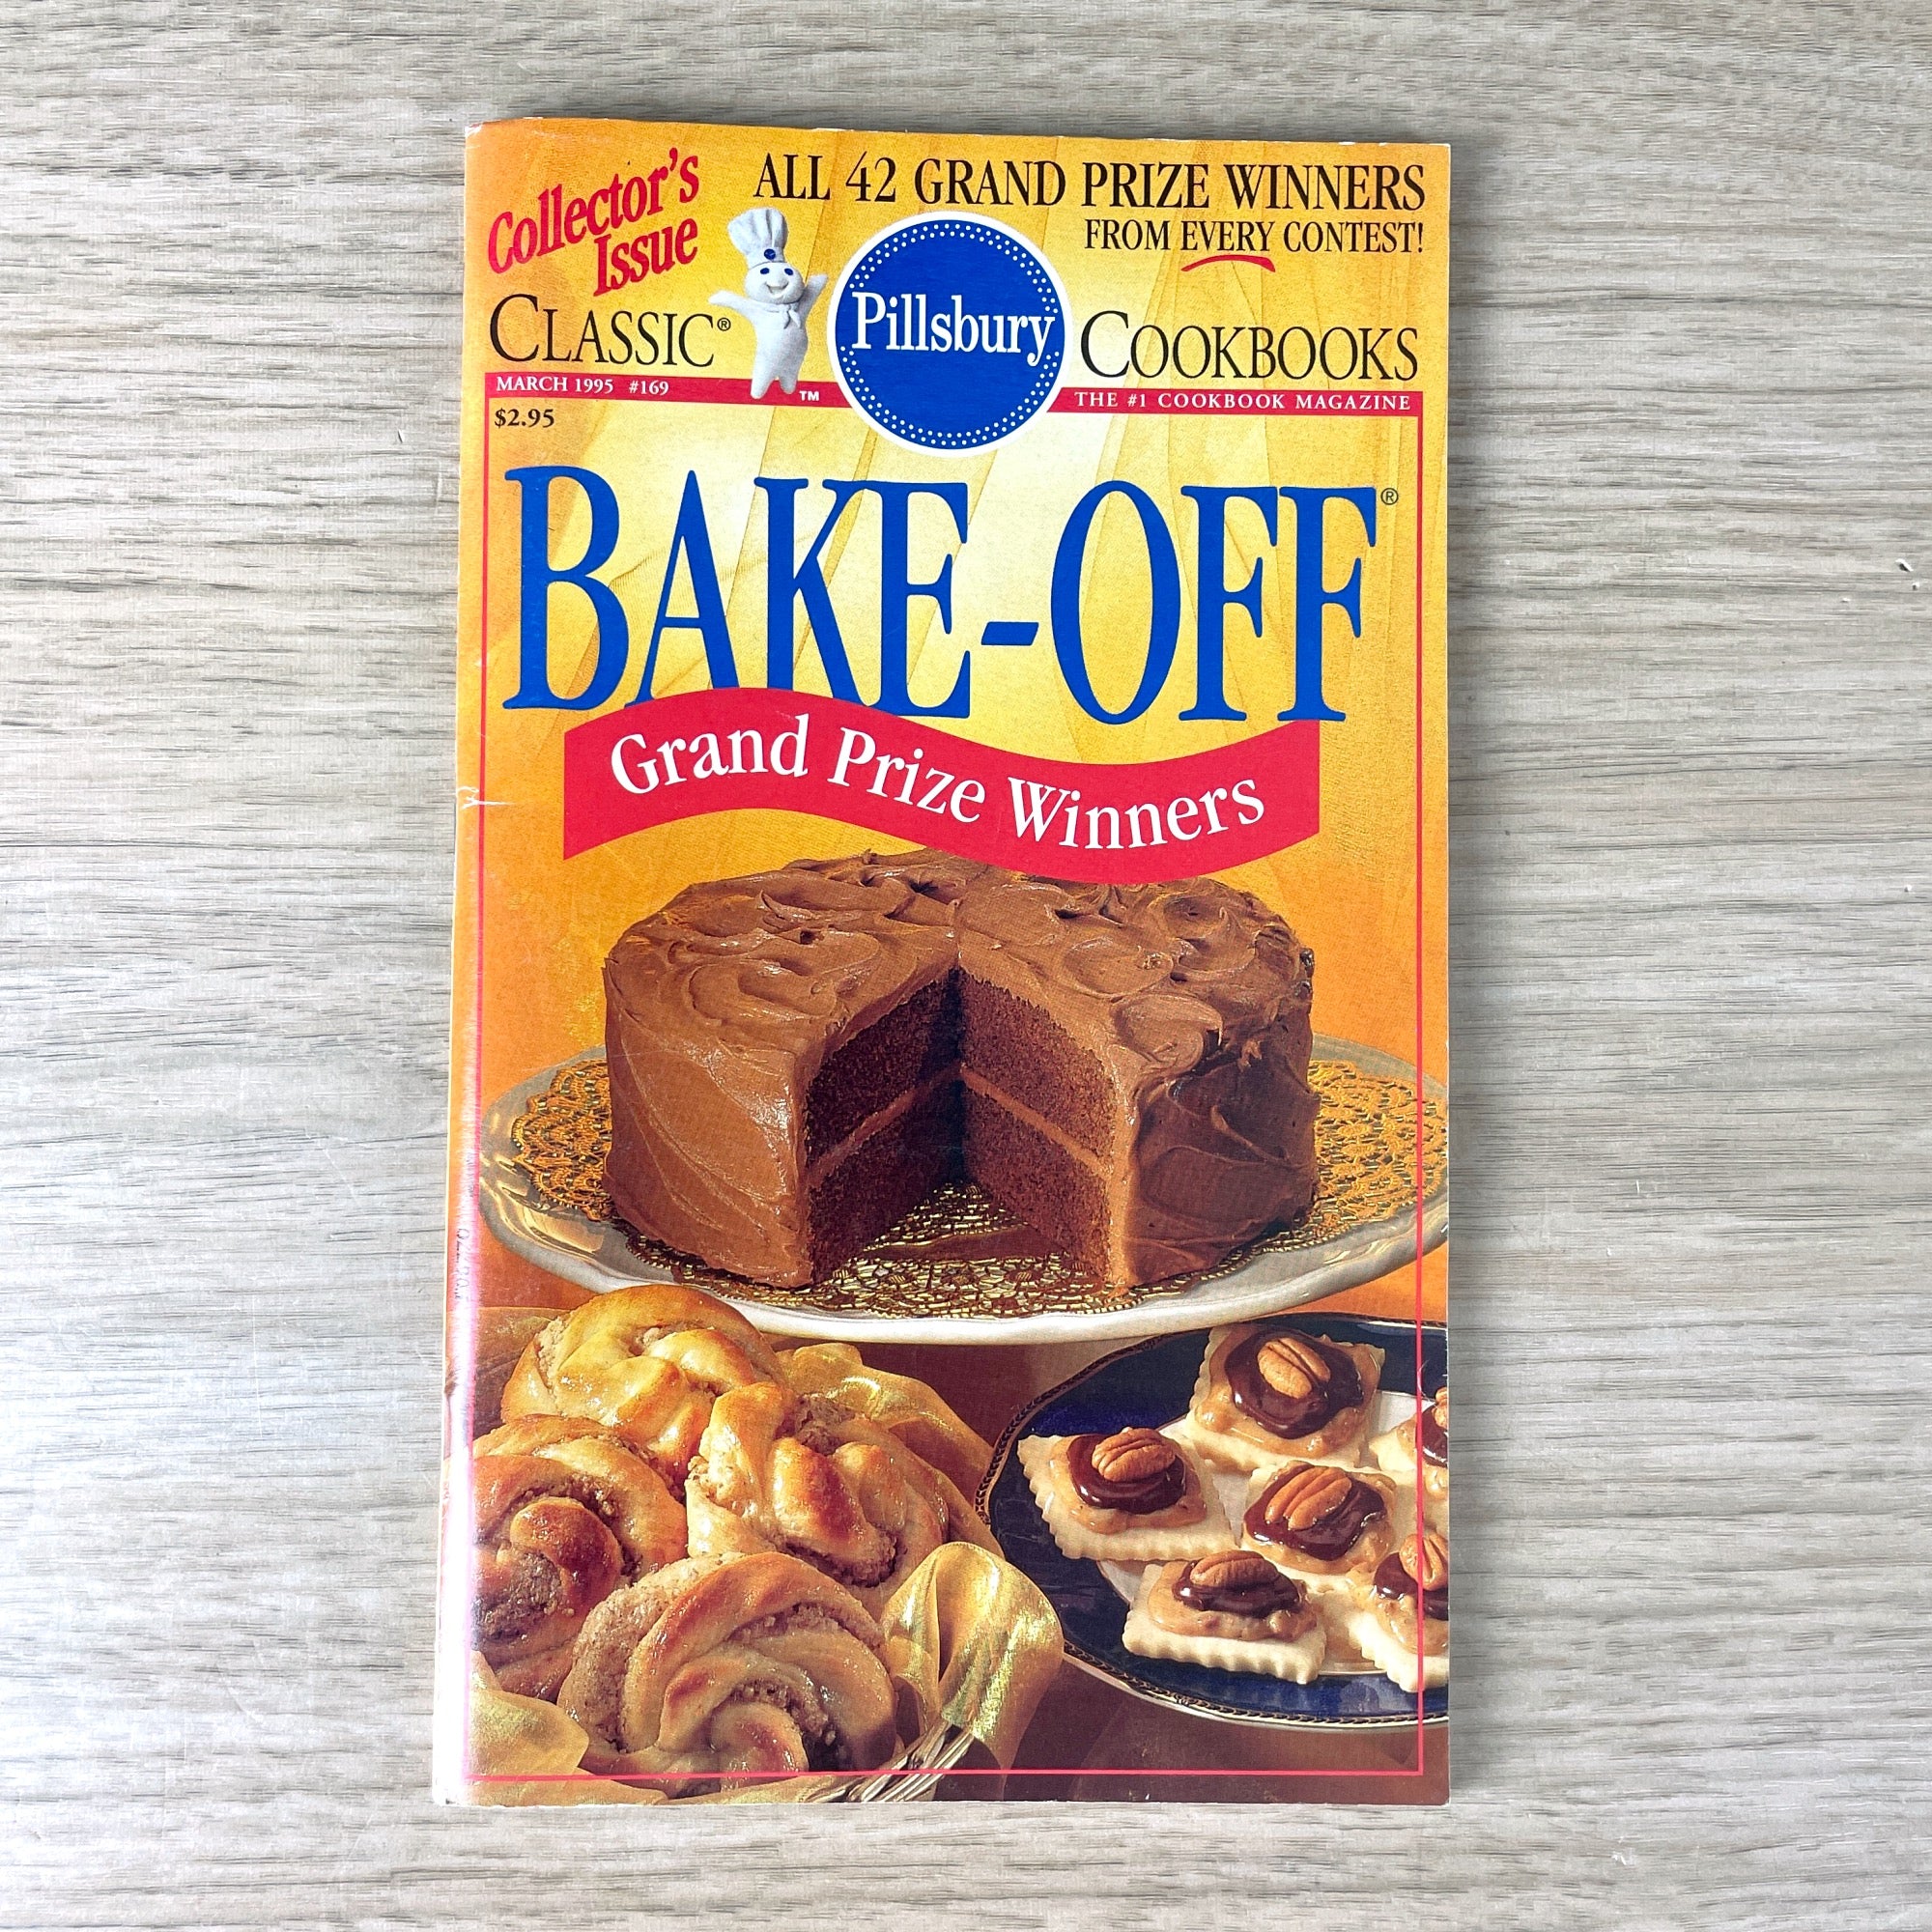 Collector's
Issue
ALL 42 GRAND PRIZE WINNERS
FROM EVERY CONTEST!
CLASSIC® Pillsbury COOKBOOKS
MARCH 1995 #169
TM
THE #1 COOKBOOK MAGAZINE
$2.95
BAKE-OFF®
Grand Prize Winners